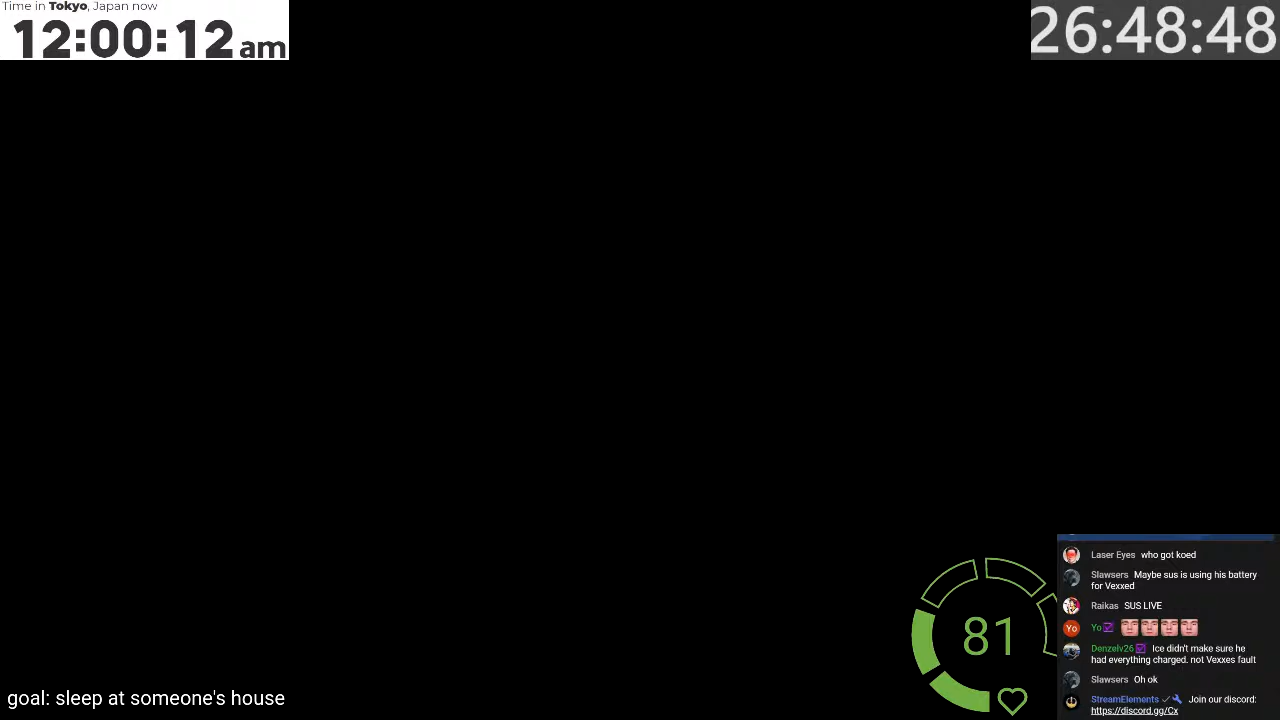 Time in Tokyo, Japan now
12:00:12 am
26:48:48
81
Laser Eyes who got koed
Slawsers Maybe sus is using his battery
for Vexxed
Raikas SUS LIVE
Yo Yo
Denzelv26 Ice didn't make sure he
had everything charged. not Vexxes fault
Slawsers Oh ok
StreamElements Join our discord:
https://discord.gg/Cx
goal: sleep at someone's house